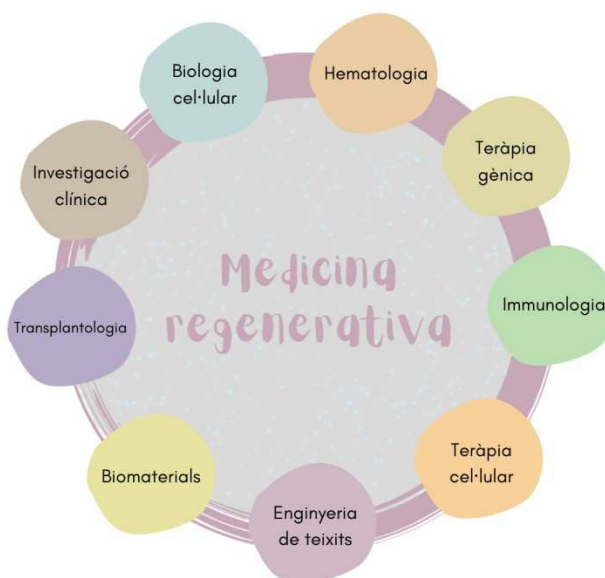 Biologia
cel·lular
Hematologia
Teràpia
gènica
Investigació
clínica
Medicina
regenerativa
Immunologia
Transplantologia
Teràpia
cel·lular
Biomaterials
Enginyeria
de teixits